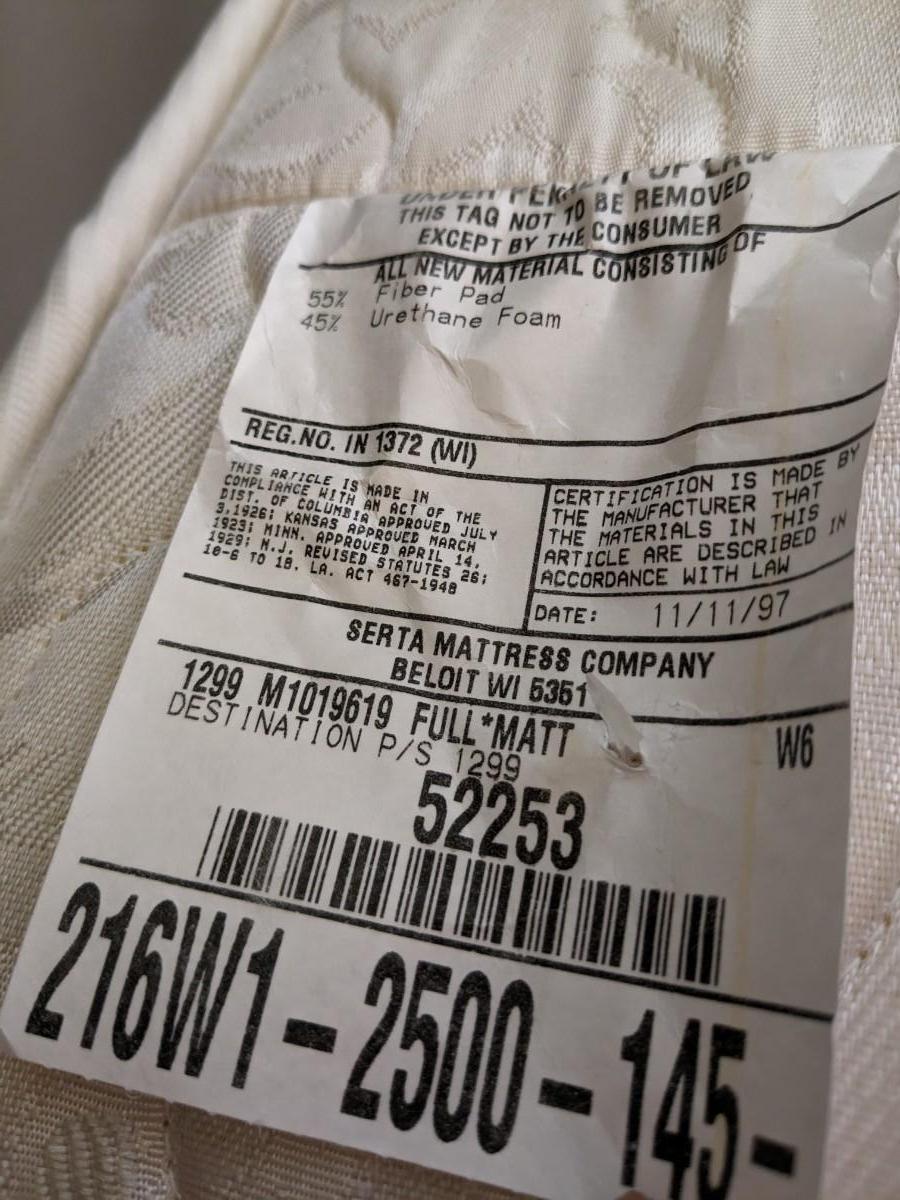 UNDER PENALTY OF LAW
THIS TAG NOT TO BE REMOVED
EXCEPT BY THE CONSUMER
ALL NEW MATERIAL CONSISTING OF
55% Fiber Pad
45% Urethane Foam
REG.NO. IN 1372 (WI)
THIS ARTICLE IS MADE IN
COMPLIANCE WITH AN ACT OF THE
DIST. OF COLUMBIA APPROVED JULY
3,1926; KANSAS APPROVED MARCH
1923; MINN. APPROVED APRIL 14,
1929; N.J. REVISED STATUTES 26:
10-6 TO 18. LA. ACT 467-1948
CERTIFICATION IS MADE BY
THE MANUFACTURER THAT
THE MATERIALS IN THIS
ARTICLE ARE DESCRIBED IN
ACCORDANCE WITH LAW
DATE: 11/11/97
SERTA MATTRESS COMPANY
BELOIT WI 5351
1299 M1019619 FULL*MATT W6
DESTINATION P/S 1299
52253
216W1-2500-145-